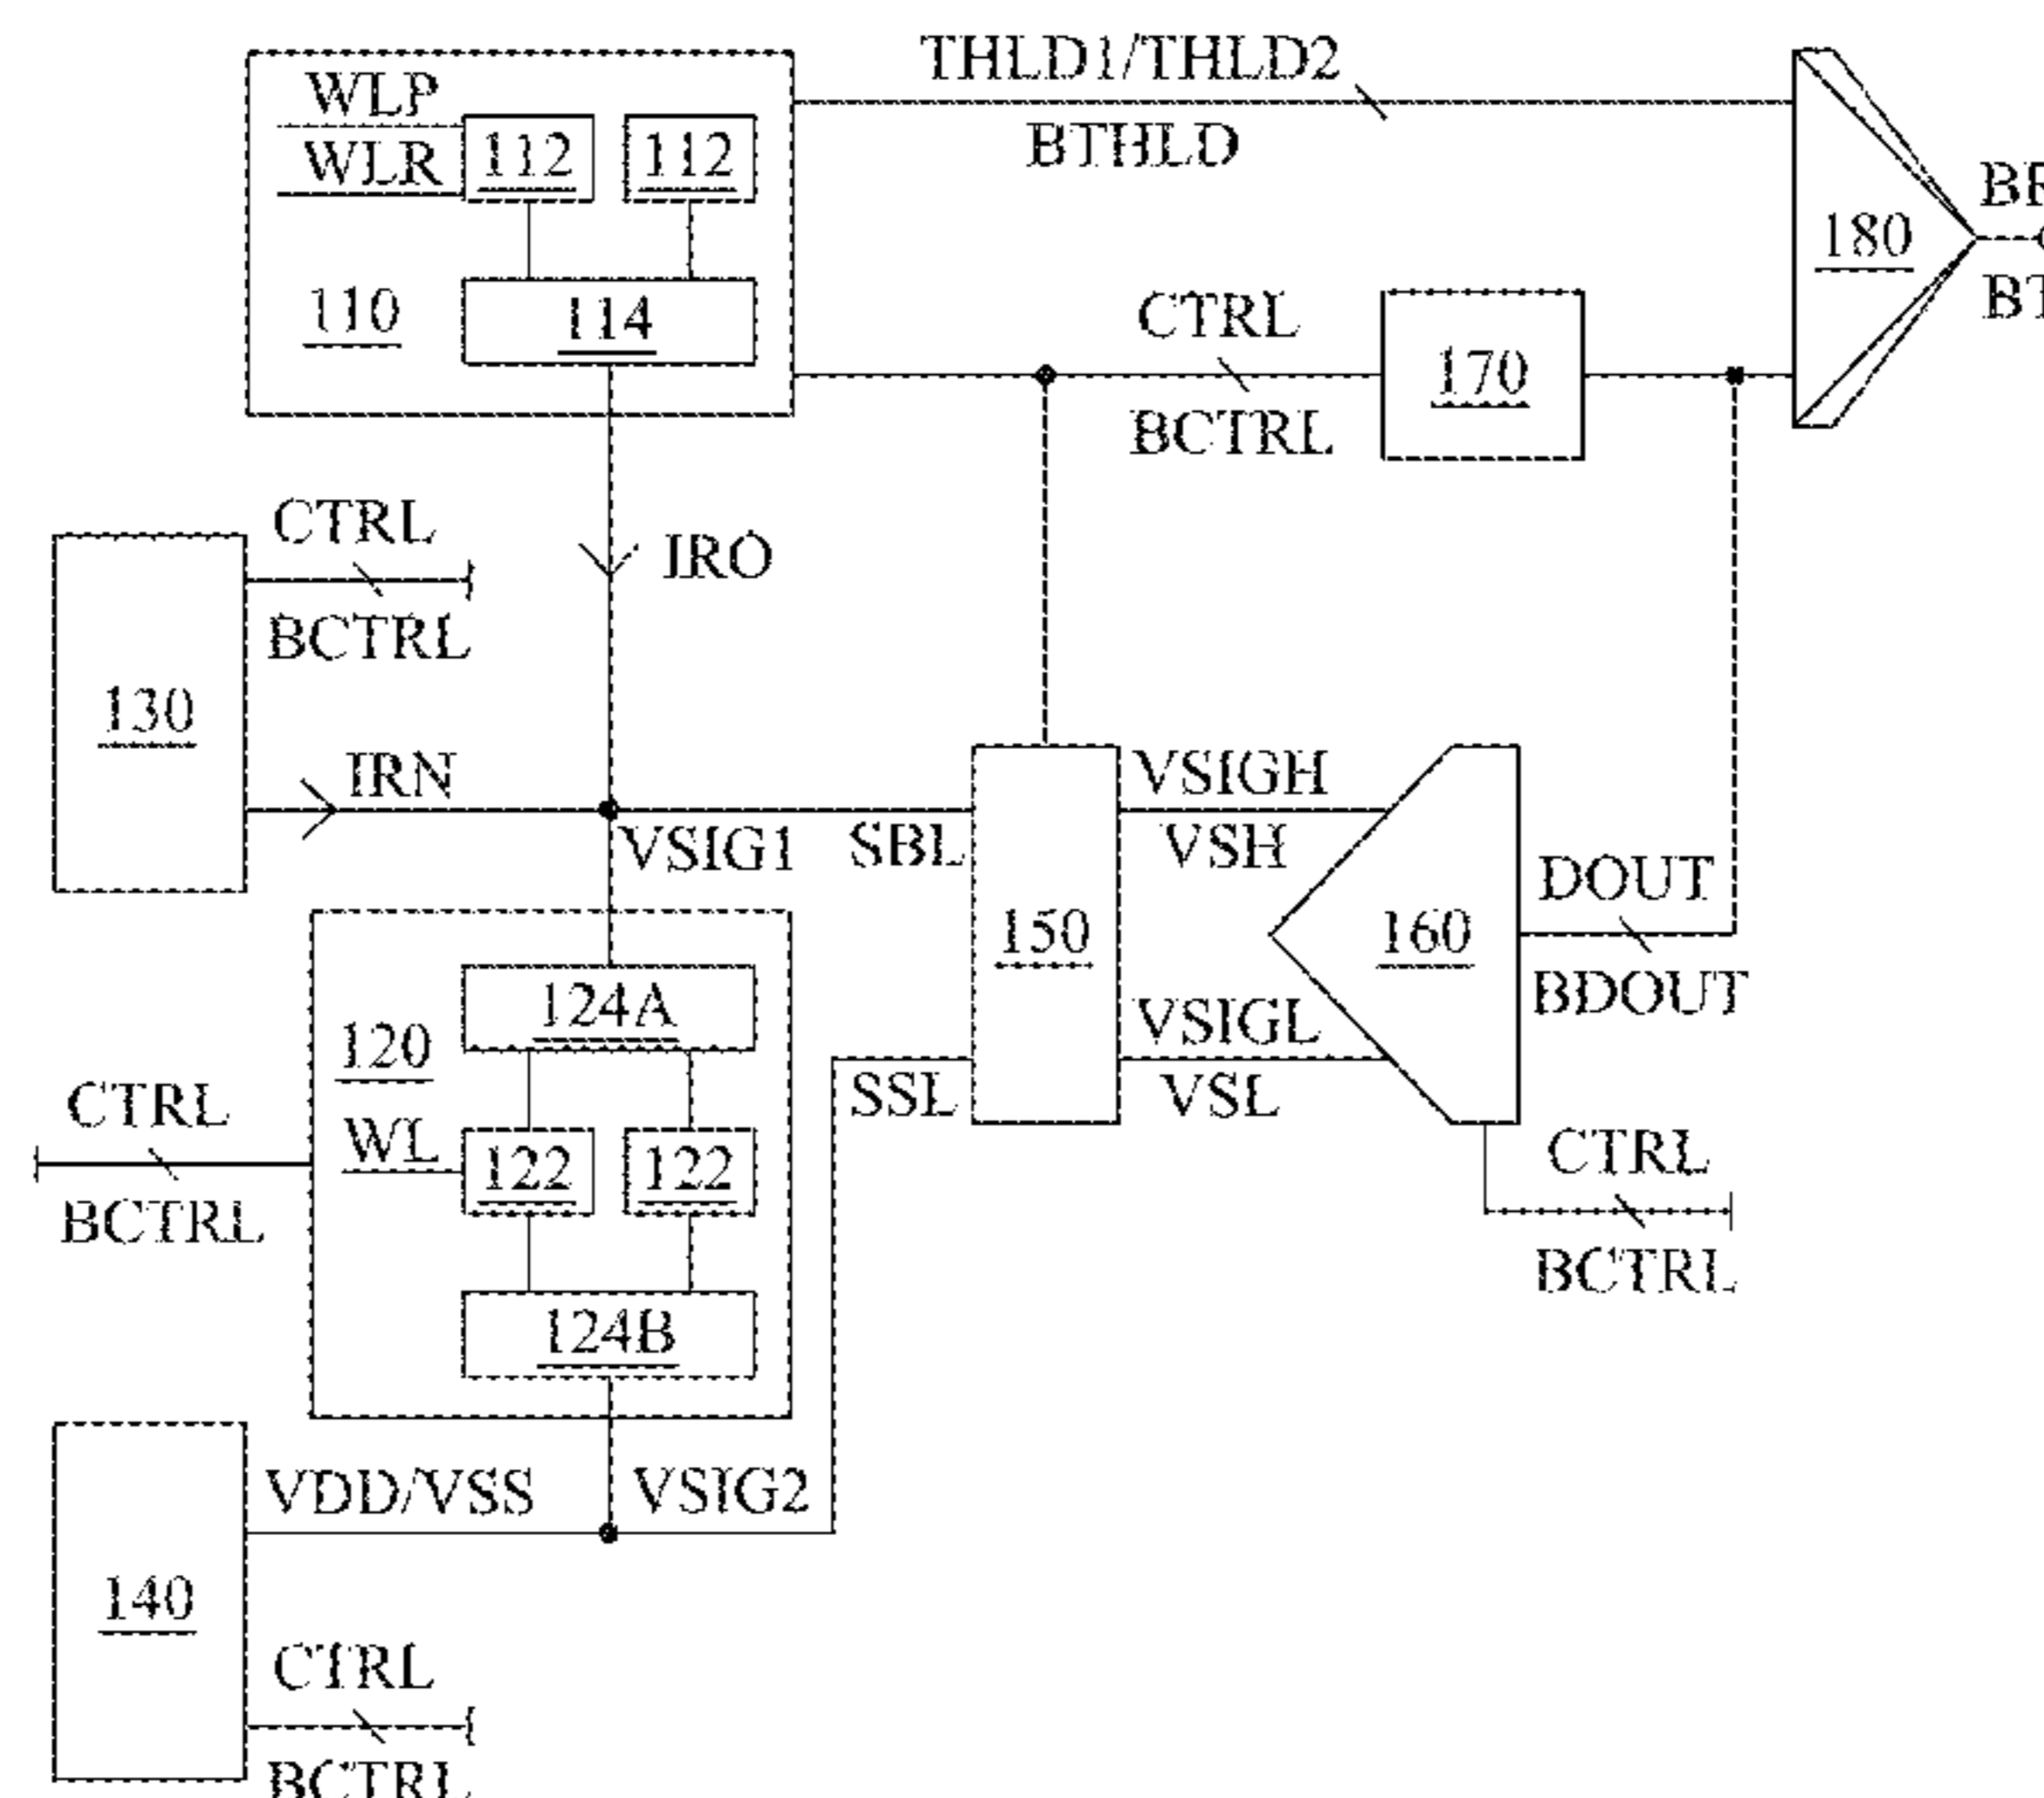 THLD1/THLD2
BTHLD
WLP
WLR
112
112
110
114
180
CTRL
BCTRL
170
CTRL
BCTRL
IRO
130
IRN
VSIG1
SBL
VSIGH
VSH
150
160
DOUT
BDOUT
124A
120
SSL
VSIGL
VSL
CTRL
BCTRL
WL
122
122
CTRL
BCTRL
124B
VDD/VSS
VSIG2
140
CTRL
BCTRL